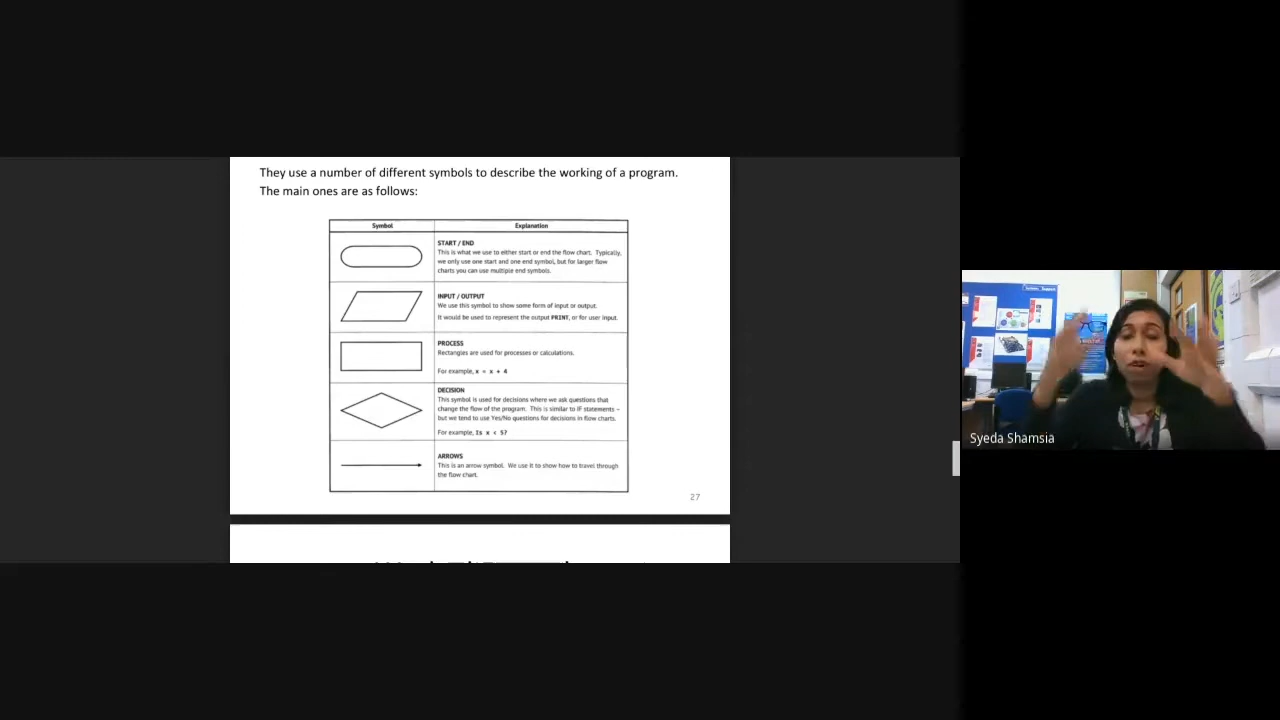 They use a number of different symbols to describe the working of a program.
The main ones are as follows:
Symbol
Explanation
START / END
This is what we use to either start or end the flow chart. Typically,
we only use one start and one end symbol, but for larger flow
charts you can use multiple end symbols.
INPUT / OUTPUT
We use this symbol to show some form of input or output.
It would be used to represent the output PRINT, or for user input.
PROCESS
Rectangles are used for processes or calculations.
For example, x = x + 4
DECISION
This symbol is used for decisions where we ask questions that
change the flow of the program. This is similar to IF statements –
but we tend to use Yes/No questions for decisions in flow charts.
For example, Is x < 5?
ARROWS
This is an arrow symbol. We use it to show how to travel through
the flow chart.
27
Syeda Shamsia